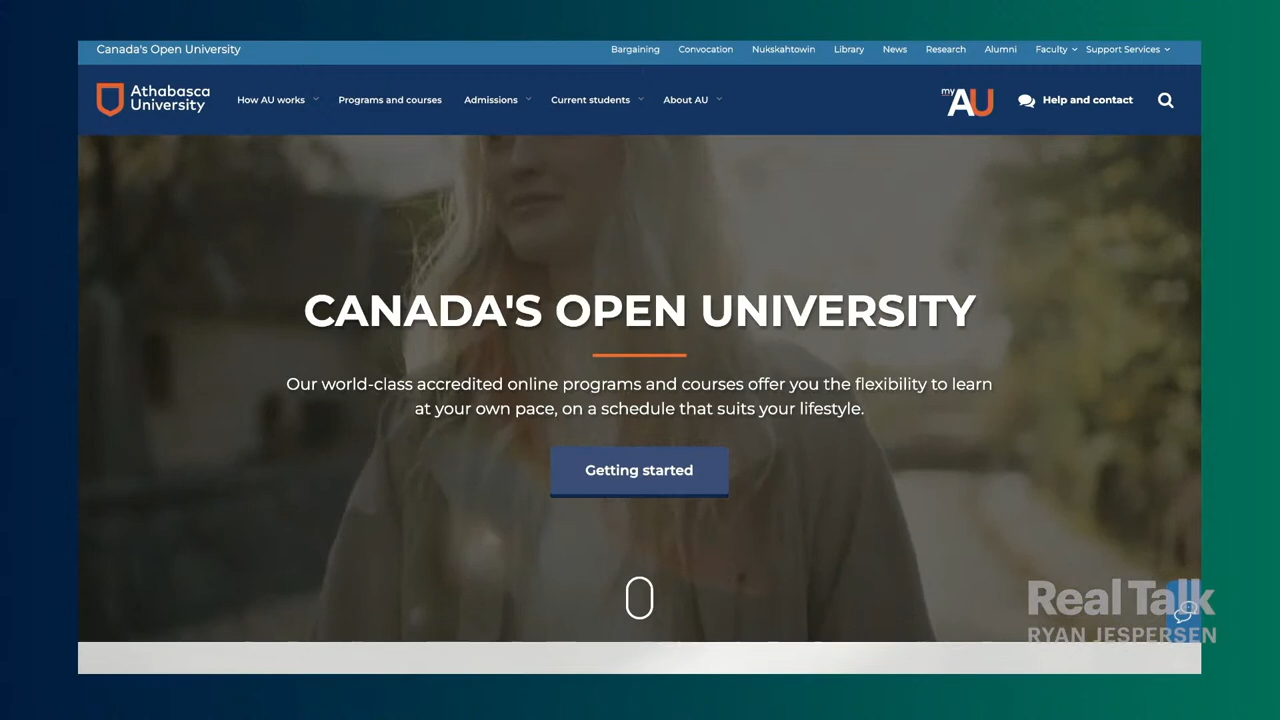 Canada's Open University
Bargaining Convocation Nukskahtowin Library News Research Alumni Faculty Support Services
Athabasca
University
How AU works Programs and courses Admissions Current students About AU
my AU
Help and contact
CANADA'S OPEN UNIVERSITY
Our world-class accredited online programs and courses offer you the flexibility to learn
at your own pace, on a schedule that suits your lifestyle.
Getting started
Real Talk
RYAN JESPERSEN